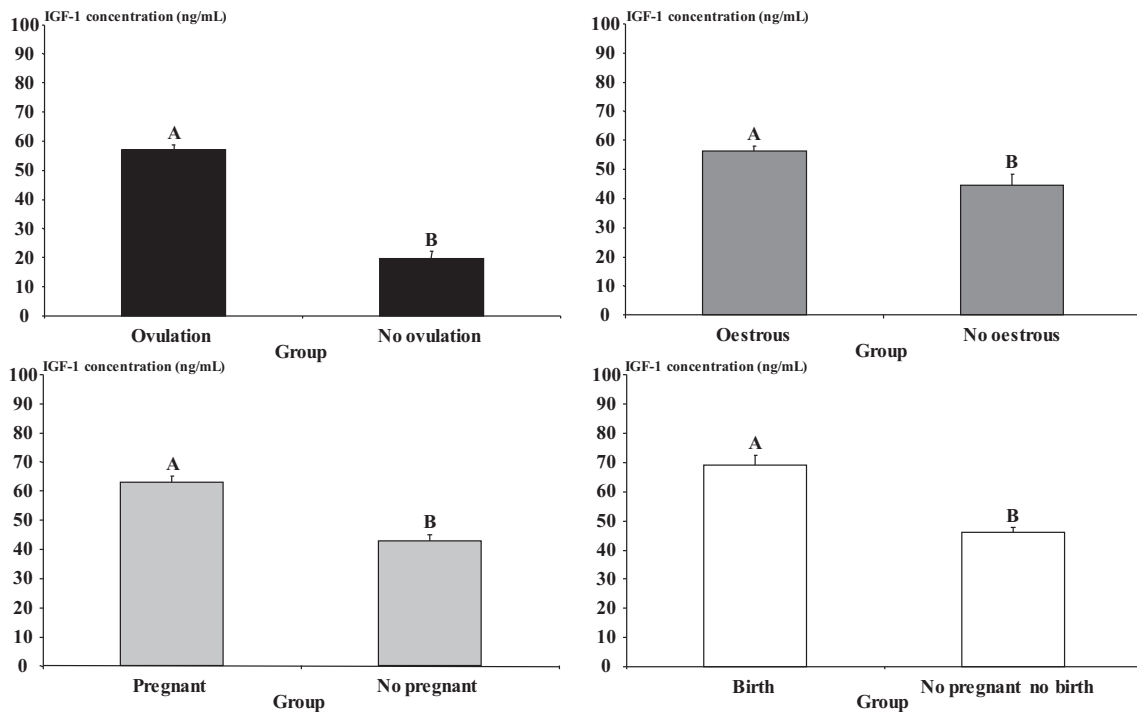 IGF-1 concentration (ng/mL)
100
90
80
70
60
50
40
30
20
10
0
A
B
Ovulation No ovulation
Group
IGF-1 concentration (ng/mL)
100
90
80
70
60
50
40
30
20
10
0
A
B
Oestrous No oestrous
Group
IGF-1 concentration (ng/mL)
100
90
80
70
60
50
40
30
20
10
0
A
B
Pregnant No pregnant
Group
IGF-1 concentration (ng/mL)
100
90
80
70
60
50
40
30
20
10
0
A
B
Birth No pregnant no birth
Group